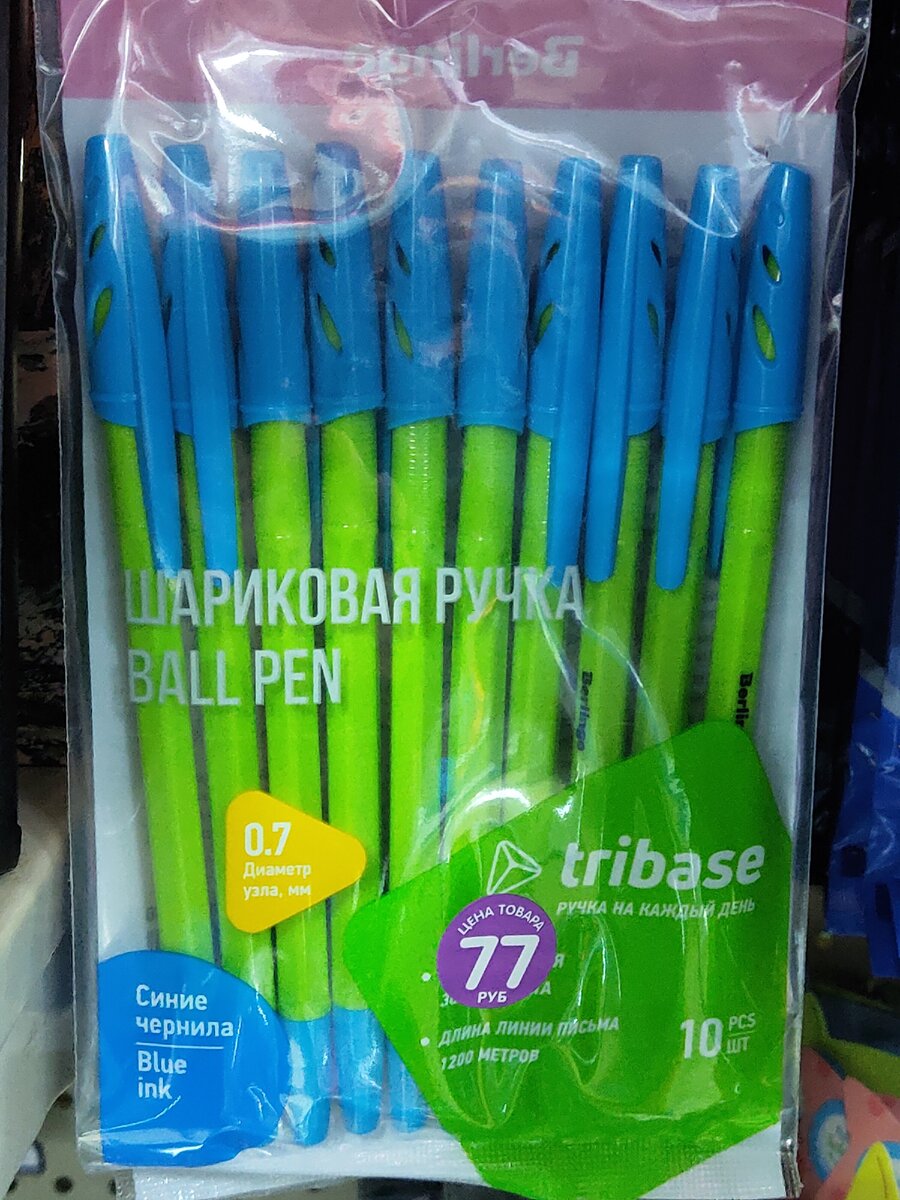 Berlingo
ШАРИКОВАЯ РУЧКА
BALL PEN
Berlingo
Berlingo
0.7
Диаметр
узла, мм
tribase
РУЧКА НА КАЖДЫЙ ДЕНЬ
ЦЕНА ТОВАРА
77
РУБ
• ДЛИНА ЛИНИИ ПИСЬМА
1200 МЕТРОВ
10 PCS
ШТ
Синие
чернила
Blue
ink